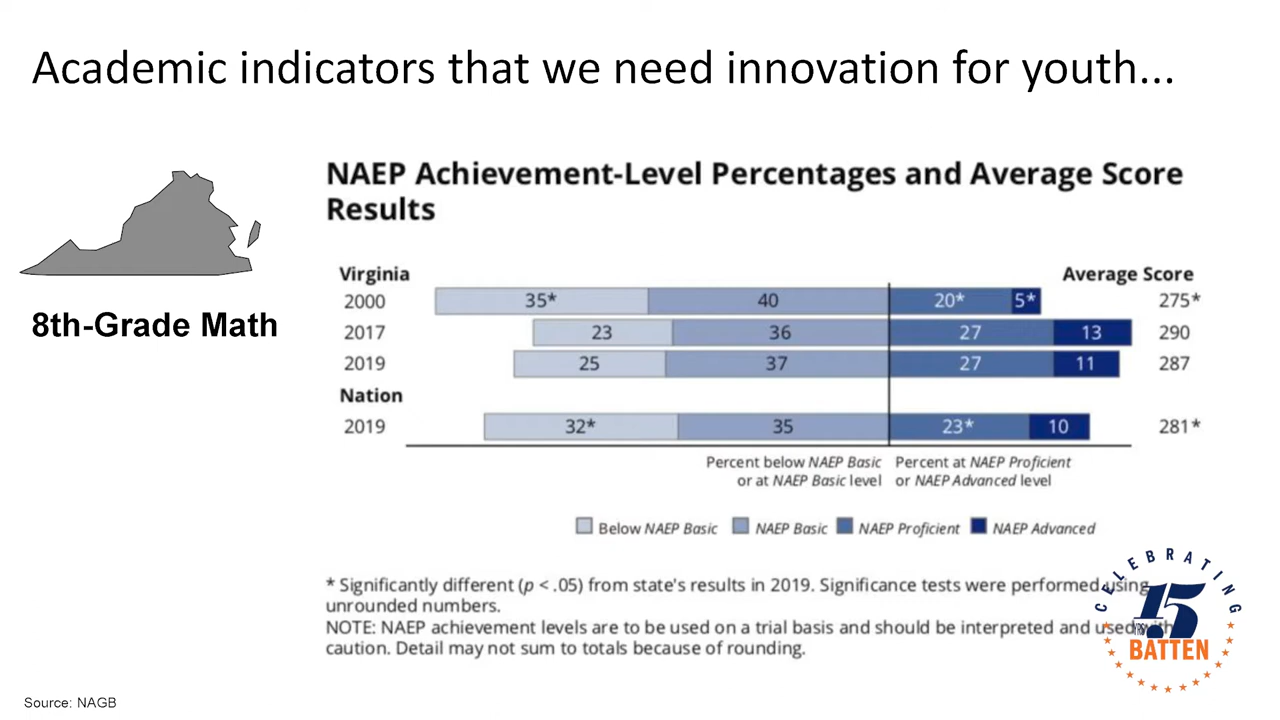 Academic indicators that we need innovation for youth...
NAEP Achievement-Level Percentages and Average Score
Results
8th-Grade Math
Virginia Average Score
2000 35* 40 20* 5* 275*
2017 23 36 27 13 290
2019 25 37 27 11 287
Nation
2019 32* 35 23* 10 281*
Percent below NAEP Basic Percent at NAEP Proficient
or at NAEP Basic level or NAEP Advanced level
Below NAEP Basic NAEP Basic NAEP Proficient NAEP Advanced
* Significantly different (p < .05) from state's results in 2019. Significance tests were performed using
unrounded numbers.
NOTE: NAEP achievement levels are to be used on a trial basis and should be interpreted and used with
caution. Detail may not sum to totals because of rounding.
CELEBRATING
15
BATTEN
Source: NAGB